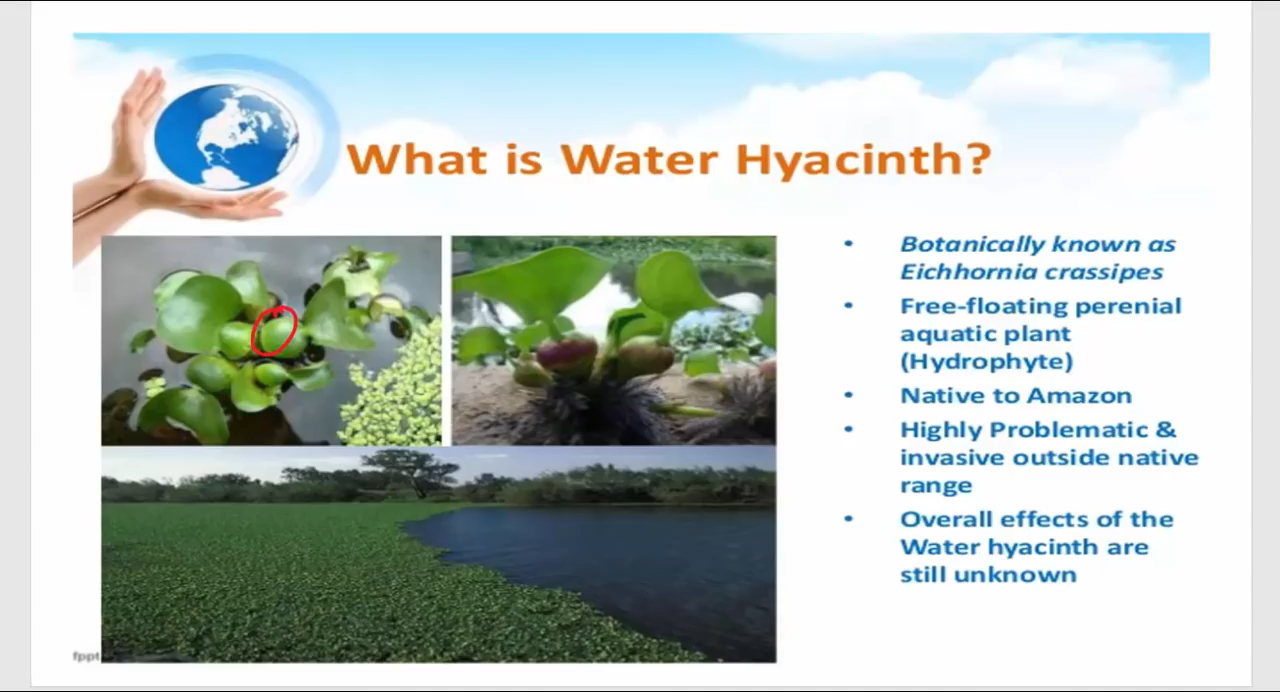 What is Water Hyacinth?
• Botanically known as
Eichhornia crassipes
• Free-floating perenial
aquatic plant
(Hydrophyte)
• Native to Amazon
• Highly Problematic &
invasive outside native
range
• Overall effects of the
Water hyacinth are
still unknown
fppt